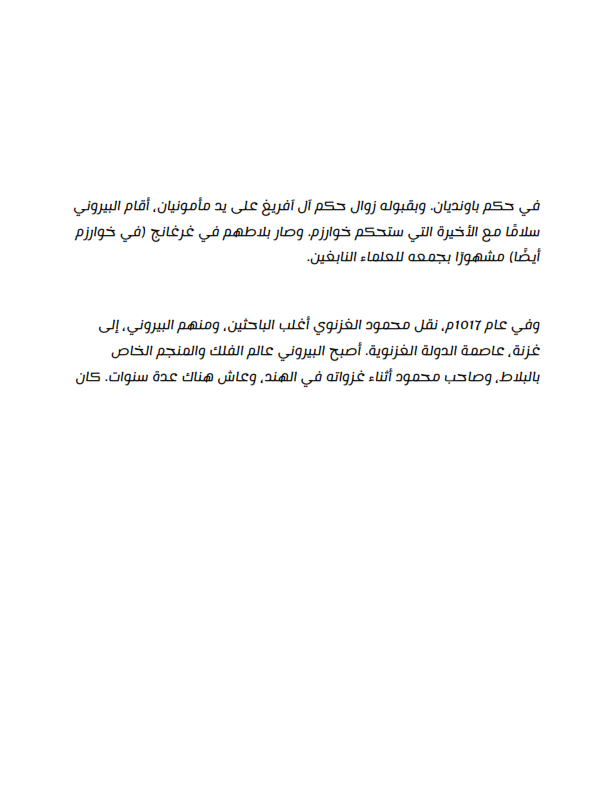 في حكم باونديان. وبقبوله زوال حكم آل آفريغ على يد مأمونيان، أقام البيروني
سلامًا مع الأخيرة التي ستحكم خوارزم. وصار بلاطهم في غرغانج (في خوارزم
أيضًا) مشهورًا بجمعه للعلماء النابغين.
وفي عام 1017م، نقل محمود الغزنوي أغلب الباحثين، ومنهم البيروني، إلى
غزنة، عاصمة الدولة الغزنوية. أصبح البيروني عالم الفلك والمنجم الخاص
بالبلاط، وصاحب محمود أثناء غزواته في الهند، وعاش هناك عدة سنوات. كان